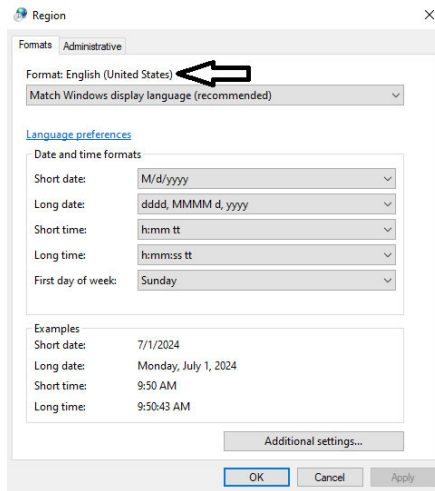 Region
Formats
Administrative
Format: English (United States)
Match Windows display language (recommended)
Language preferences
Date and time formats
Short date: M/d/yyyy
Long date: dddd, MMMM d, yyyy
Short time: h:mm tt
Long time: h:mm:ss tt
First day of week: Sunday
Examples
Short date: 7/1/2024
Long date: Monday, July 1, 2024
Short time: 9:50 AM
Long time: 9:50:43 AM
Additional settings...
OK Cancel Apply